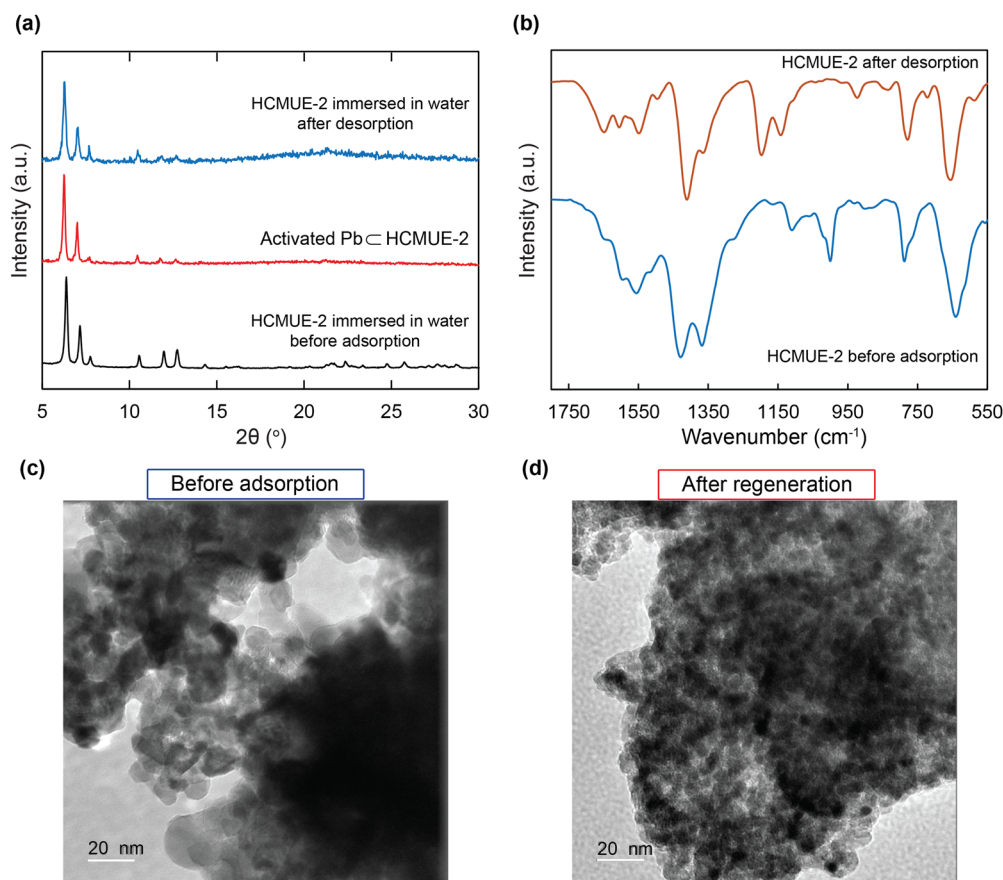 (a)
HCMUE-2 immersed in water
after desorption
Activated Pb⊂HCMUE-2
HCMUE-2 immersed in water
before adsorption
Intensity (a.u.)
5 10 15 20 25 30
2θ (°)
(b)
HCMUE-2 after desorption
HCMUE-2 before adsorption
Intensity (a.u.)
1750 1550 1350 1150 950 750 550
Wavenumber (cm-1)
(c)
Before adsorption
20 nm
(d)
After regeneration
20 nm